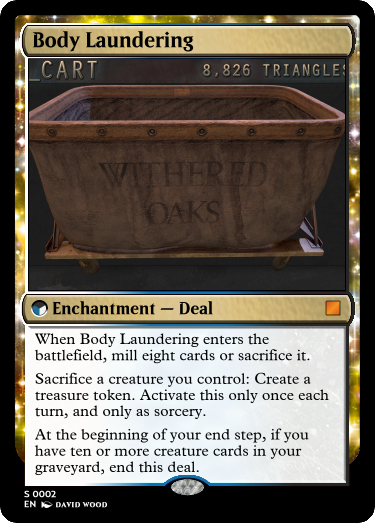 Body Laundering
_CART
8,826 TRIANGLES
WITHERED
OAKS
Enchantment — Deal
When Body Laundering enters the
battlefield, mill eight cards or sacrifice it.
Sacrifice a creature you control: Create a
treasure token. Activate this only once each
turn, and only as sorcery.
At the beginning of your end step, if you
have ten or more creature cards in your
graveyard, end this deal.
S 0002
EN DAVID WOOD